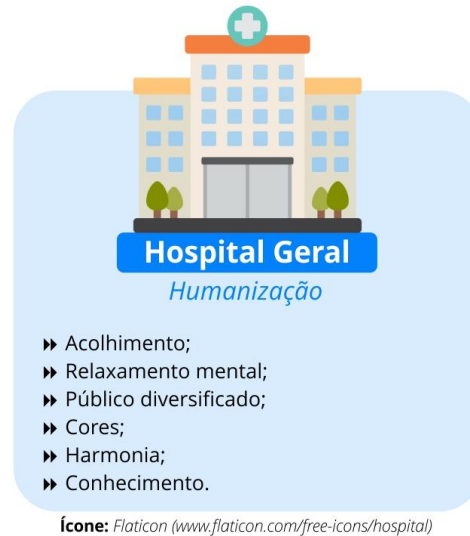 Hospital Geral
Humanização
Acolhimento;
Relaxamento mental;
Público diversificado;
Cores;
Harmonia;
Conhecimento.
Ícone: Flaticon (www.flaticon.com/free-icons/hospital)